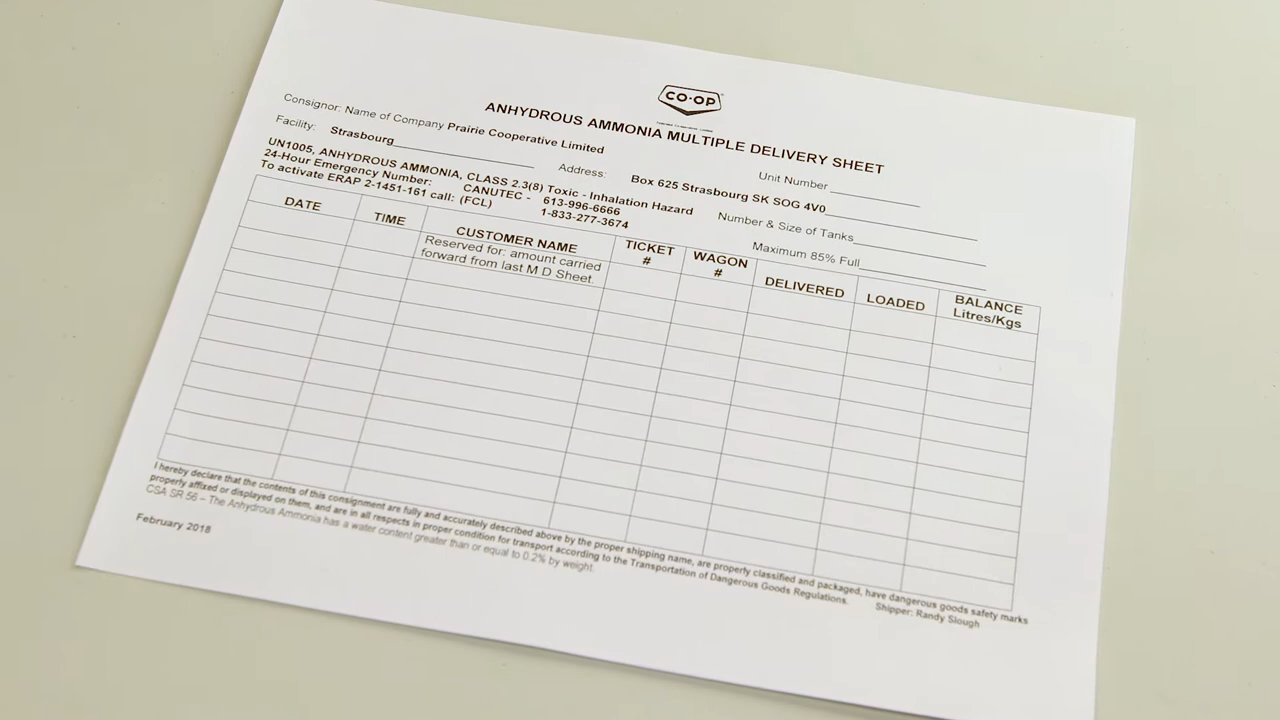 CO-OP
ANHYDROUS AMMONIA MULTIPLE DELIVERY SHEET
Consignor: Name of Company Prairie Cooperative Limited
Unit Number
Facility: Strasbourg Address: Box 625 Strasbourg SK SOG 4V0
UN1005, ANHYDROUS AMMONIA, CLASS 2.3(8) Toxic - Inhalation Hazard Number & Size of Tanks
24-Hour Emergency Number: CANUTEC - 613-996-6666
To activate ERAP 2-1451-161 call: (FCL) 1-833-277-3674 Maximum 85% Full
DATE TIME CUSTOMER NAME TICKET # WAGON # DELIVERED LOADED BALANCE Litres/Kgs
Reserved for: amount carried
forward from last M D Sheet.
I hereby declare that the contents of this consignment are fully and accurately described above by the proper shipping name, are properly classified and packaged, have dangerous goods safety marks
properly affixed or displayed on them, and are in all respects in proper condition for transport according to the Transportation of Dangerous Goods Regulations. Shipper: Randy Slough
CSA SR 56 – The Anhydrous Ammonia has a water content greater than or equal to 0.2% by weight.
February 2018